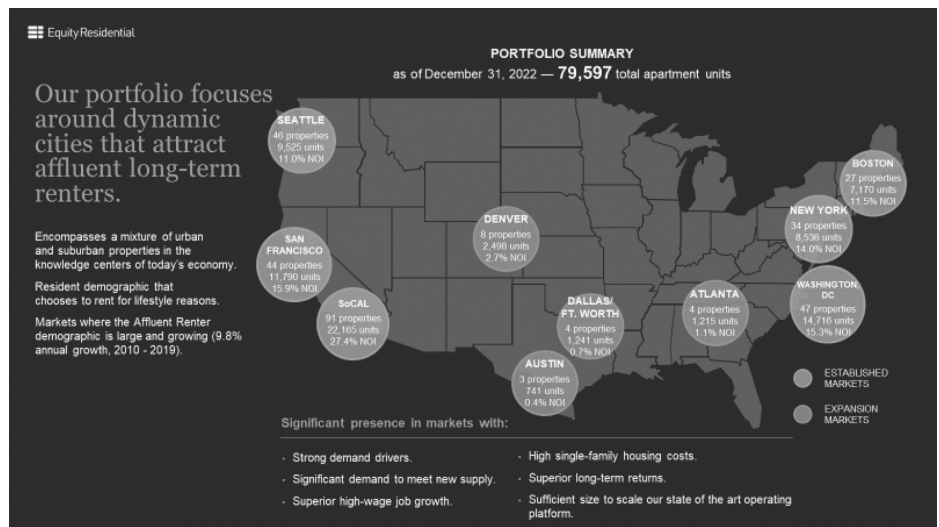 Equity Residential
PORTFOLIO SUMMARY
as of December 31, 2022 — 79,597 total apartment units
Our portfolio focuses
around dynamic
cities that attract
affluent long-term
renters.
Encompasses a mixture of urban
and suburban properties in the
knowledge centers of today's economy.
Resident demographic that
chooses to rent for lifestyle reasons.
Markets where the Affluent Renter
demographic is large and growing (9.8%
annual growth, 2010 - 2019).
SEATTLE
46 properties
9,525 units
11.0% NOI
SAN
FRANCISCO
44 properties
11,790 units
15.9% NOI
SoCAL
91 properties
22,165 units
27.4% NOI
DENVER
8 properties
2,498 units
2.7% NOI
DALLAS/
FT. WORTH
4 properties
1,241 units
0.7% NOI
AUSTIN
3 properties
741 units
0.4% NOI
ATLANTA
4 properties
1,215 units
1.1% NOI
BOSTON
27 properties
7,170 units
11.5% NOI
NEW YORK
34 properties
8,536 units
14.0% NOI
WASHINGTON,
DC
47 properties
14,716 units
15.3% NOI
ESTABLISHED
MARKETS
EXPANSION
MARKETS
Significant presence in markets with:
· Strong demand drivers.
· Significant demand to meet new supply.
· Superior high-wage job growth.
· High single-family housing costs.
· Superior long-term returns.
· Sufficient size to scale our state of the art operating
platform.